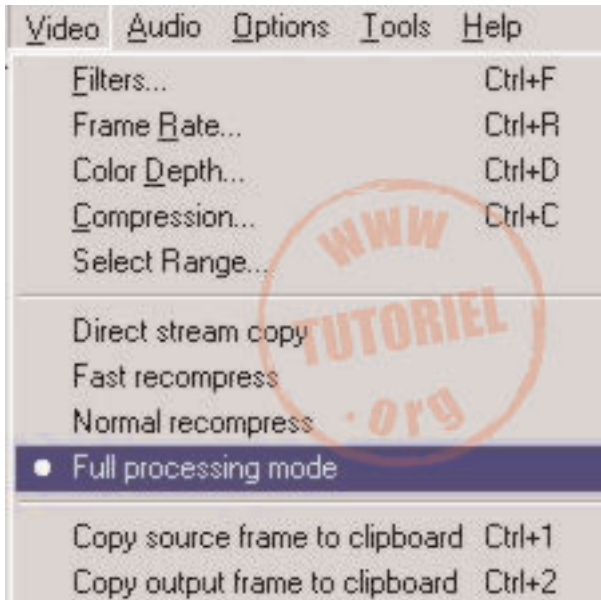 Video Audio Options Tools Help
Filters... Ctrl+F
Frame Rate... Ctrl+R
Color Depth... Ctrl+D
Compression... Ctrl+C
Select Range...
Direct stream copy
Fast recompress
Normal recompress
Full processing mode
Copy source frame to clipboard Ctrl+1
Copy output frame to clipboard Ctrl+2
WWW
TUTORIEL
.org